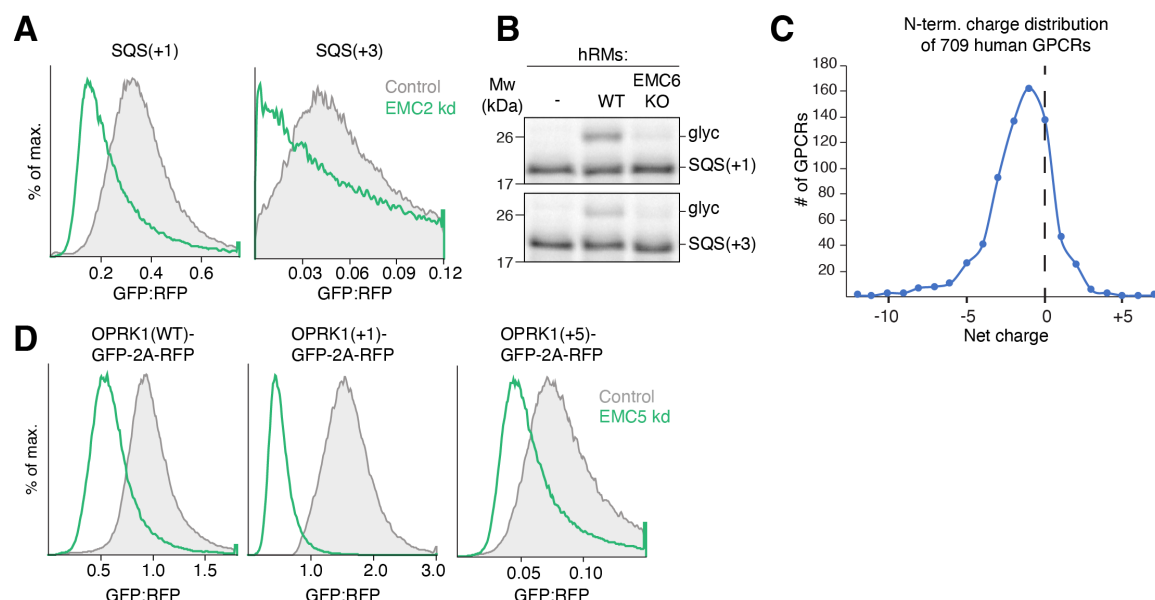 A
SQS(+1)
SQS(+3)
Control
EMC2 kd
% of max.
0.2
0.4
0.6
GFP:RFP
0.03
0.06
0.09
0.12
GFP:RFP
B
hRMs:
Mw
(kDa)
-
WT
EMC6
KO
26
glyc
SQS(+1)
17
26
glyc
SQS(+3)
17
C
N-term. charge distribution
of 709 human GPCRs
# of GPCRs
180
160
140
120
100
80
60
40
20
-10
-5
0
+5
Net charge
D
OPRK1(WT)-
GFP-2A-RFP
OPRK1(+1)-
GFP-2A-RFP
OPRK1(+5)-
GFP-2A-RFP
Control
EMC5 kd
% of max.
0.5
1.0
1.5
GFP:RFP
1.0
2.0
3.0
GFP:RFP
0.05
0.10
GFP:RFP